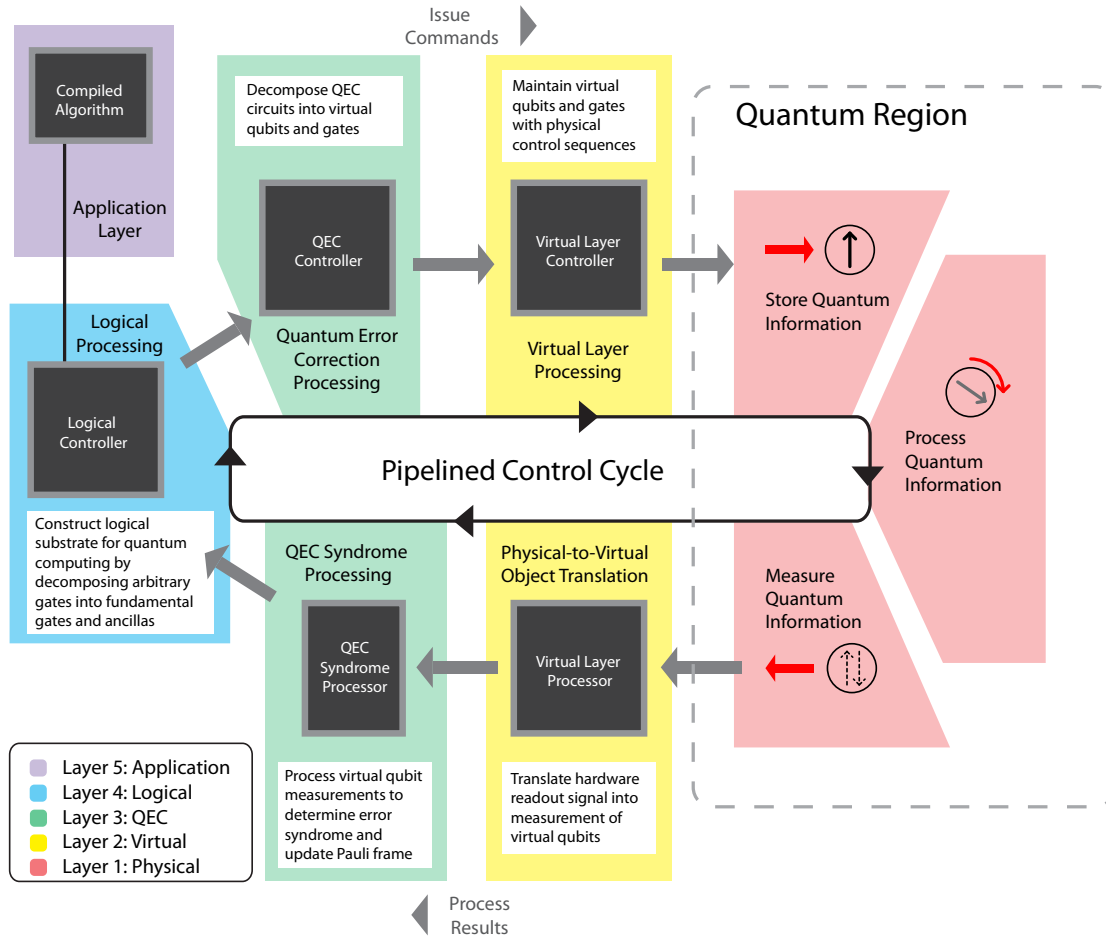 Issue
Commands
Compiled
Algorithm
Application
Layer
Decompose QEC
circuits into virtual
qubits and gates
QEC
Controller
Quantum Error
Correction
Processing
Maintain virtual
qubits and gates
with physical
control sequences
Virtual Layer
Controller
Virtual Layer
Processing
Quantum Region
Store Quantum
Information
Process
Quantum
Information
Measure
Quantum
Information
Logical
Processing
Logical
Controller
Construct logical
substrate for quantum
computing by
decomposing arbitrary
gates into fundamental
gates and ancillas
Pipelined Control Cycle
QEC Syndrome
Processing
QEC
Syndrome
Processor
Process virtual qubit
measurements to
determine error
syndrome and
update Pauli frame
Physical-to-Virtual
Object Translation
Virtual Layer
Processor
Translate hardware
readout signal into
measurement of
virtual qubits
Layer 5: Application
Layer 4: Logical
Layer 3: QEC
Layer 2: Virtual
Layer 1: Physical
Process
Results